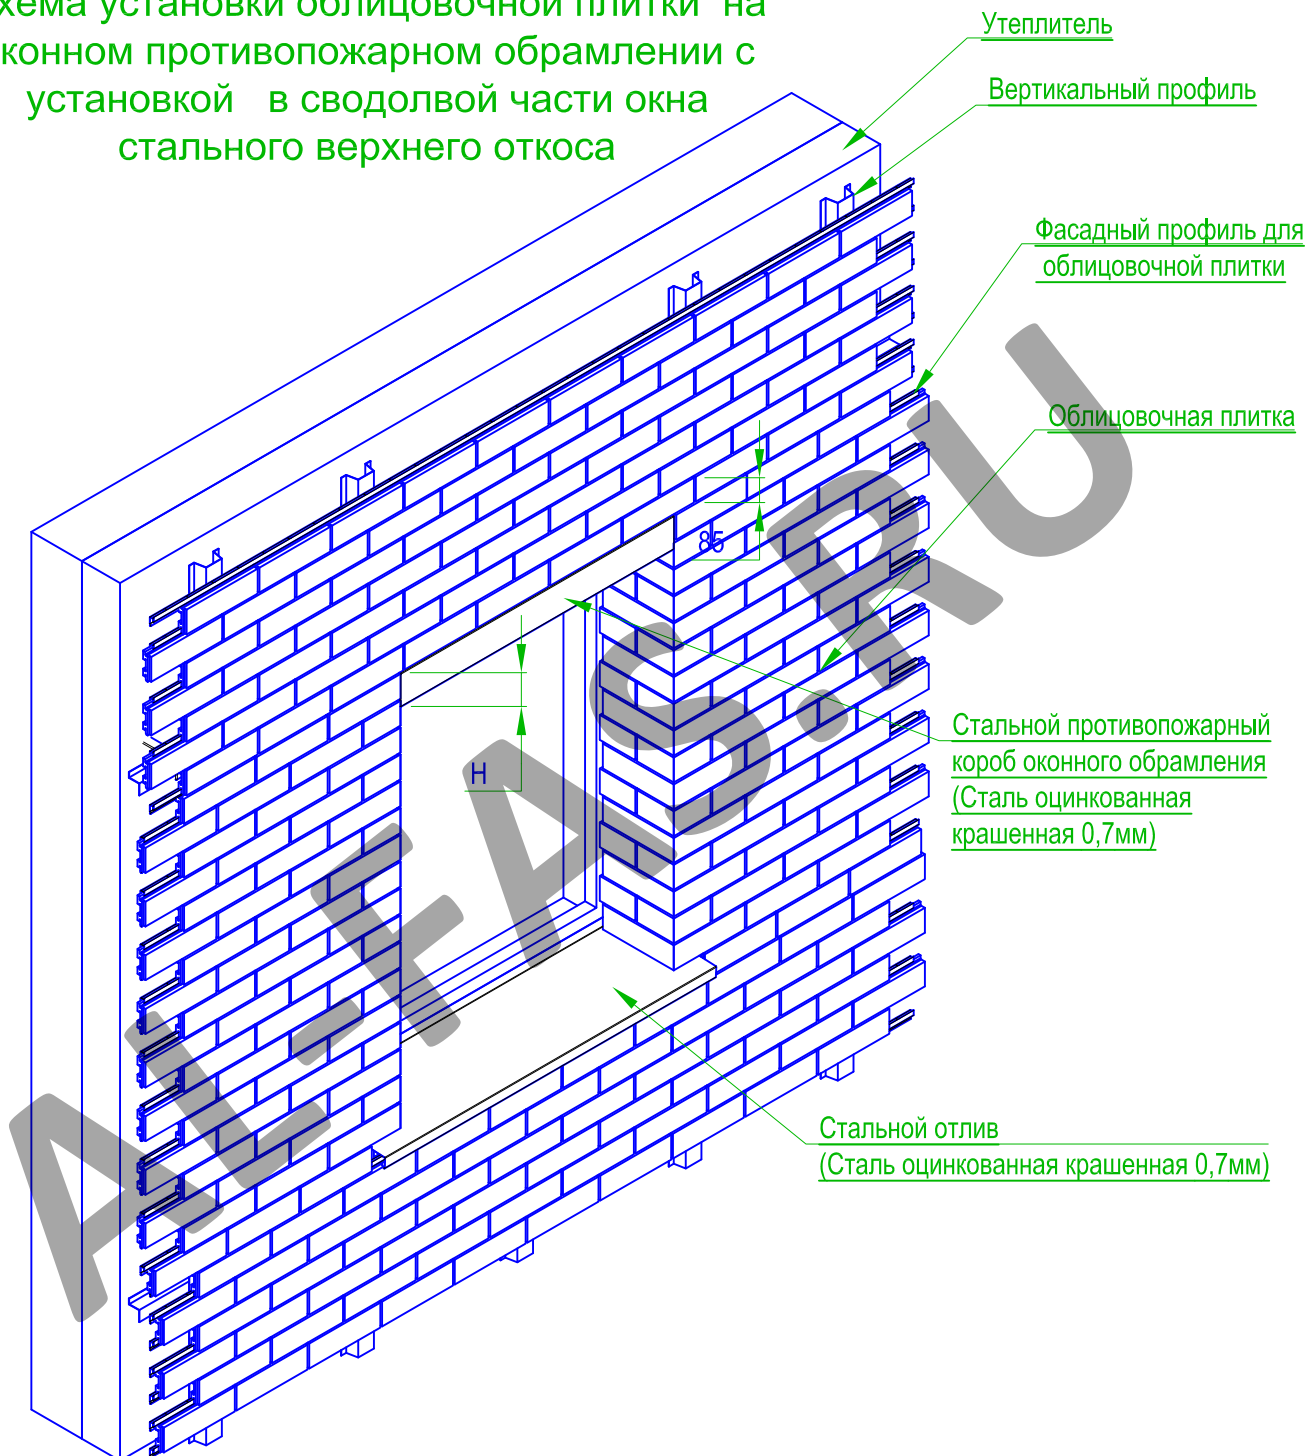 хема установки облицовочной плитки на
конном противопожарном обрамлении с
установкой в сводолвой части окна
стального верхнего откоса
Утеплитель
Вертикальный профиль
Фасадный профиль для
облицовочной плитки
Облицовочная плитка
85
H
Стальной противопожарный
короб оконного обрамления
(Сталь оцинкованная
крашенная 0,7мм)
Стальной отлив
(Сталь оцинкованная крашенная 0,7мм)
AL-FAS.RU